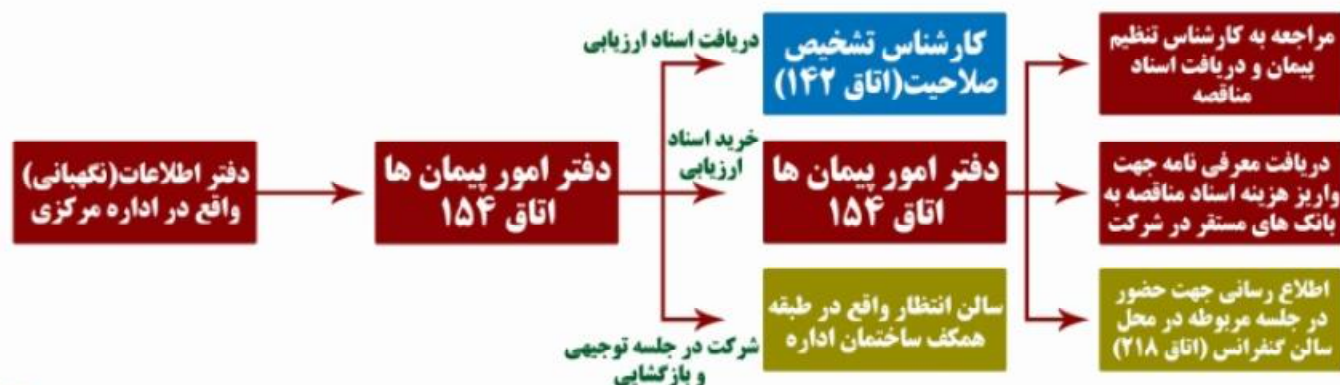 دفتر اطلاعات(نگهبانی)
واقع در اداره مرکزی
دفتر امور پیمان ها
اتاق ۱۵۴
دریافت اسناد ارزیابی
کارشناس تشخیص
صلاحیت(اتاق ۱۴۲)
مراجعه به کارشناس تنظیم
پیمان و دریافت اسناد
مناقصه
خرید اسناد
ارزیابی
دفتر امور پیمان ها
اتاق ۱۵۴
دریافت معرفی نامه جهت
واریز هزینه اسناد مناقصه به
بانک های مستقر در شرکت
شرکت در جلسه توجیهی
و بازگشایی
سالن انتظار واقع در طبقه
همکف ساختمان اداره
اطلاع رسانی جهت حضور
در جلسه مربوطه در محل
سالن کنفرانس (اتاق ۲۱۸)